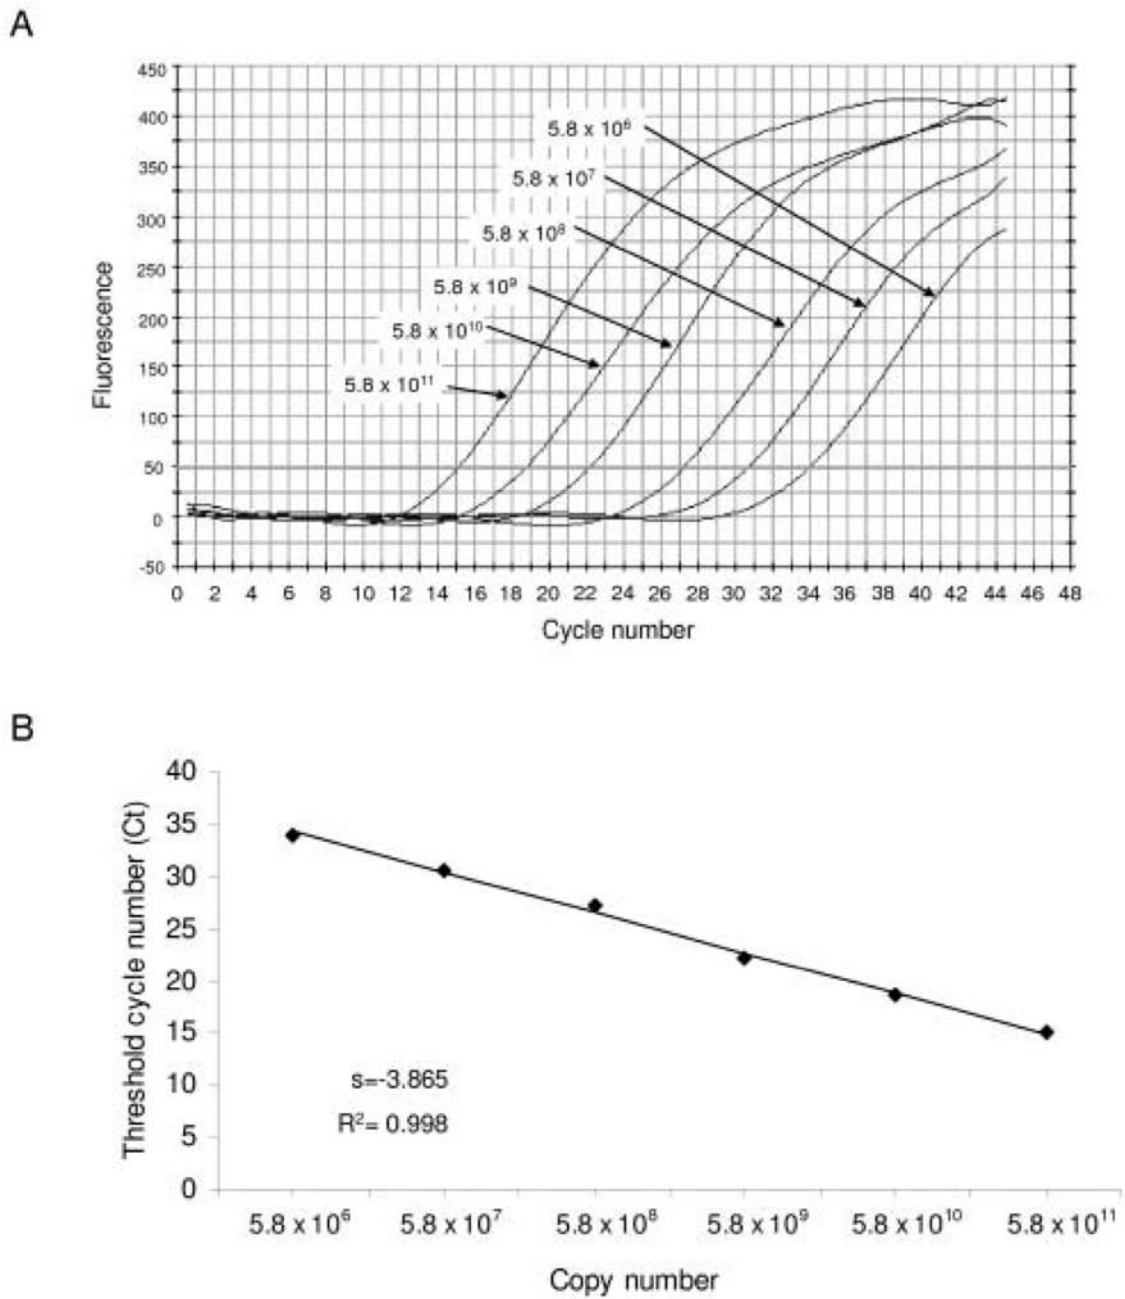 A
450
400
350
300
250
200
150
100
50
0
-50
5.8 x 10⁶
5.8 x 10⁷
5.8 x 10⁸
5.8 x 10⁹
5.8 x 10¹⁰
5.8 x 10¹¹
Fluorescence
0 2 4 6 8 10 12 14 16 18 20 22 24 26 28 30 32 34 36 38 40 42 44 46 48
Cycle number
B
40
35
30
25
20
15
10
5
0
Threshold cycle number (Ct)
s=-3.865
R²= 0.998
5.8 x 10⁶ 5.8 x 10⁷ 5.8 x 10⁸ 5.8 x 10⁹ 5.8 x 10¹⁰ 5.8 x 10¹¹
Copy number